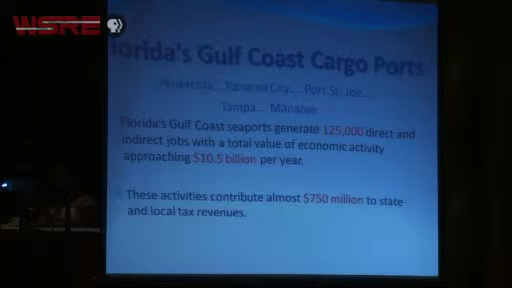 WSRE PBS
Florida's Gulf Coast Cargo Ports
Pensacola... Panama City.... Port St. Joe...
Tampa... Manatee
Florida's Gulf Coast seaports generate 125,000 direct and
indirect jobs with a total value of economic activity
approaching $10.5 billion per year.
These activities contribute almost $750 million to state
and local tax revenues.